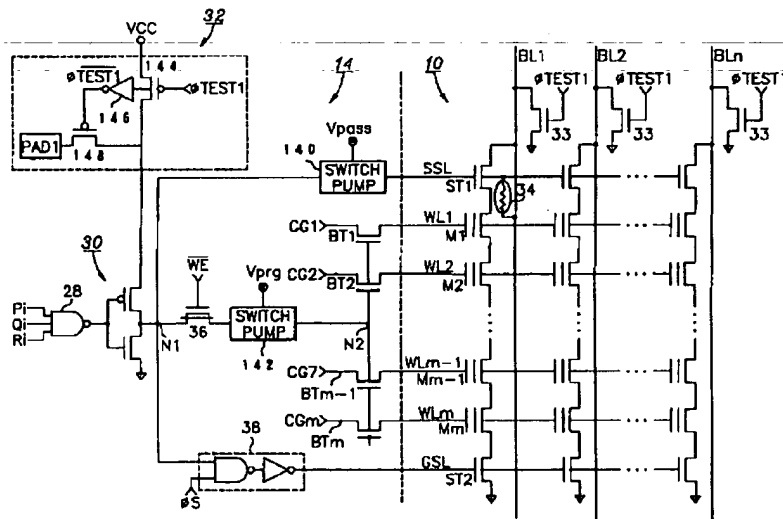 VCC
32
144
φTEST1
φTEST1
146
PAD1
148
14
10
BL1
BL2
BLn
φTEST1
φTEST1
φTEST1
33
33
33
Vpass
140
SWITCH
PUMP
SSL
ST1
34
CG1
BT1
WL1
M1
30
WE
Vprg
CG2
BT2
WL2
M2
Pi
Qi
Ri
28
N1
36
SWITCH
PUMP
142
N2
CG7
BTm-1
WLm-1
Mm-1
CGm
BTm
WLm
Mm
38
φS
GSL
ST2